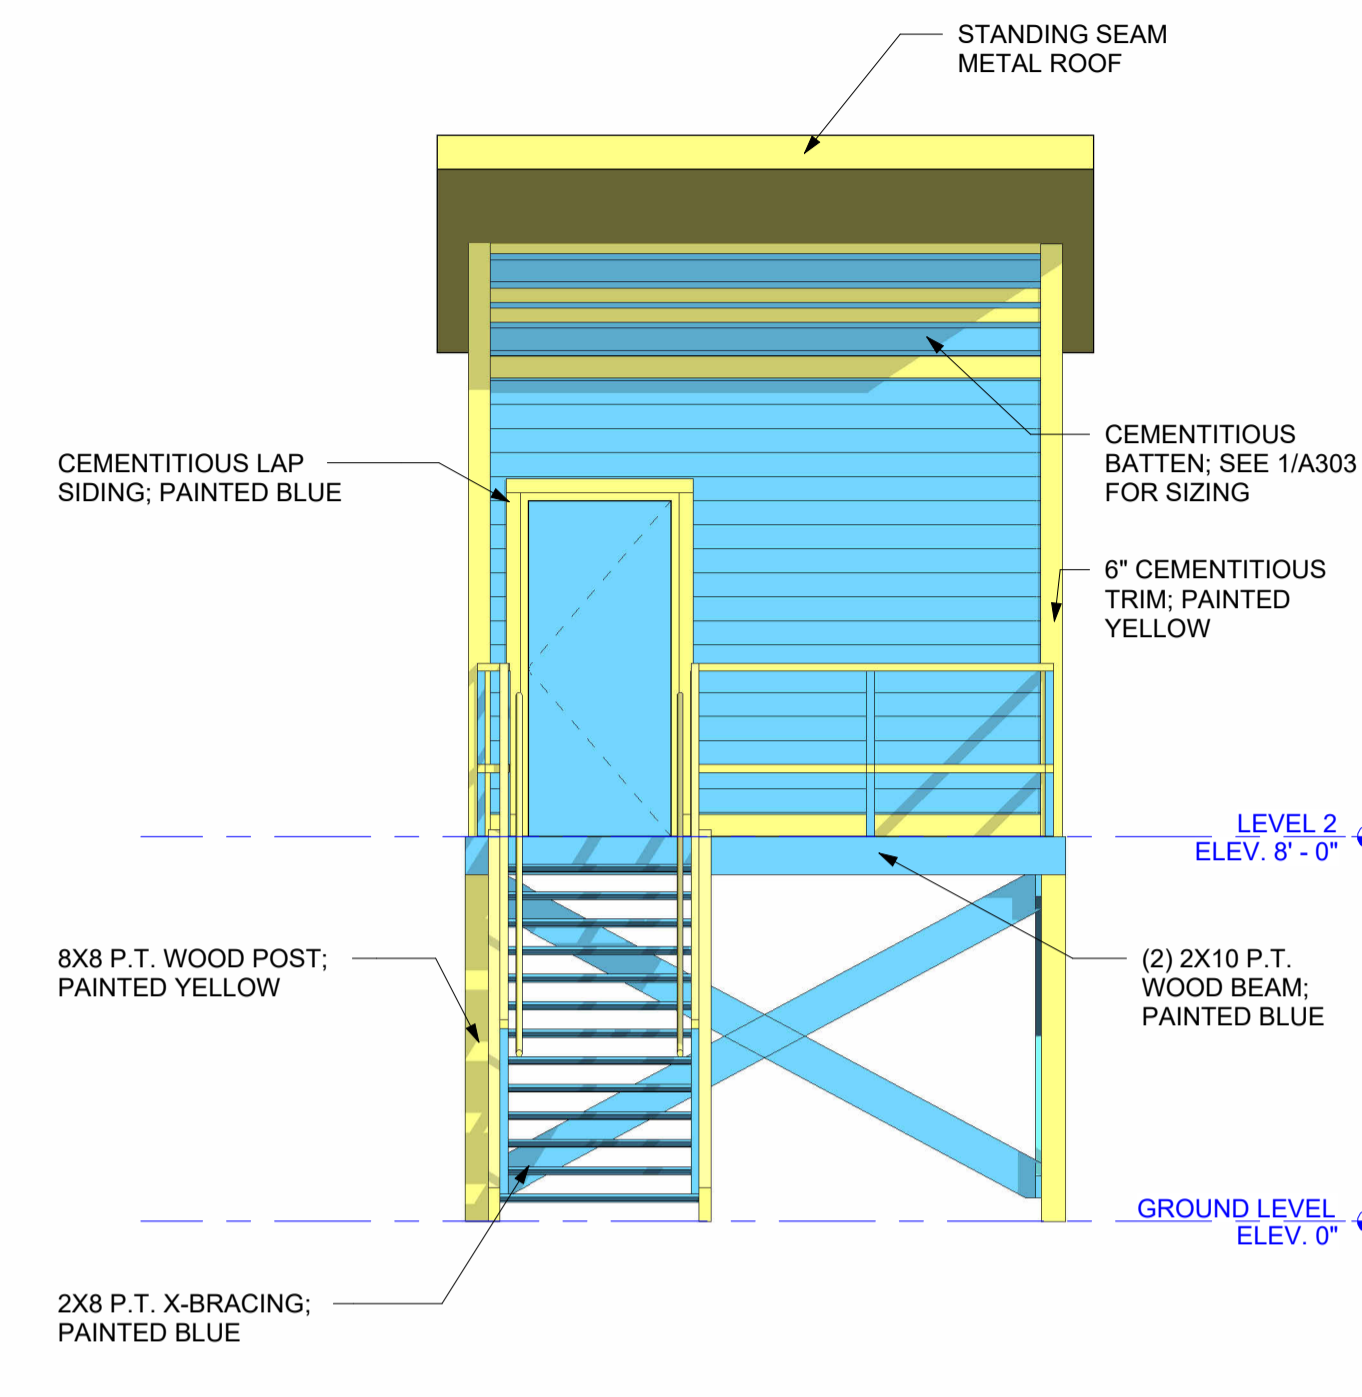 STANDING SEAM
METAL ROOF
CEMENTITIOUS
BATTEN; SEE 1/A303
FOR SIZING
CEMENTITIOUS LAP
SIDING; PAINTED BLUE
6" CEMENTITIOUS
TRIM; PAINTED
YELLOW
LEVEL 2
ELEV. 8' - 0"
8X8 P.T. WOOD POST;
PAINTED YELLOW
(2) 2X10 P.T.
WOOD BEAM;
PAINTED BLUE
GROUND LEVEL
ELEV. 0"
2X8 P.T. X-BRACING;
PAINTED BLUE